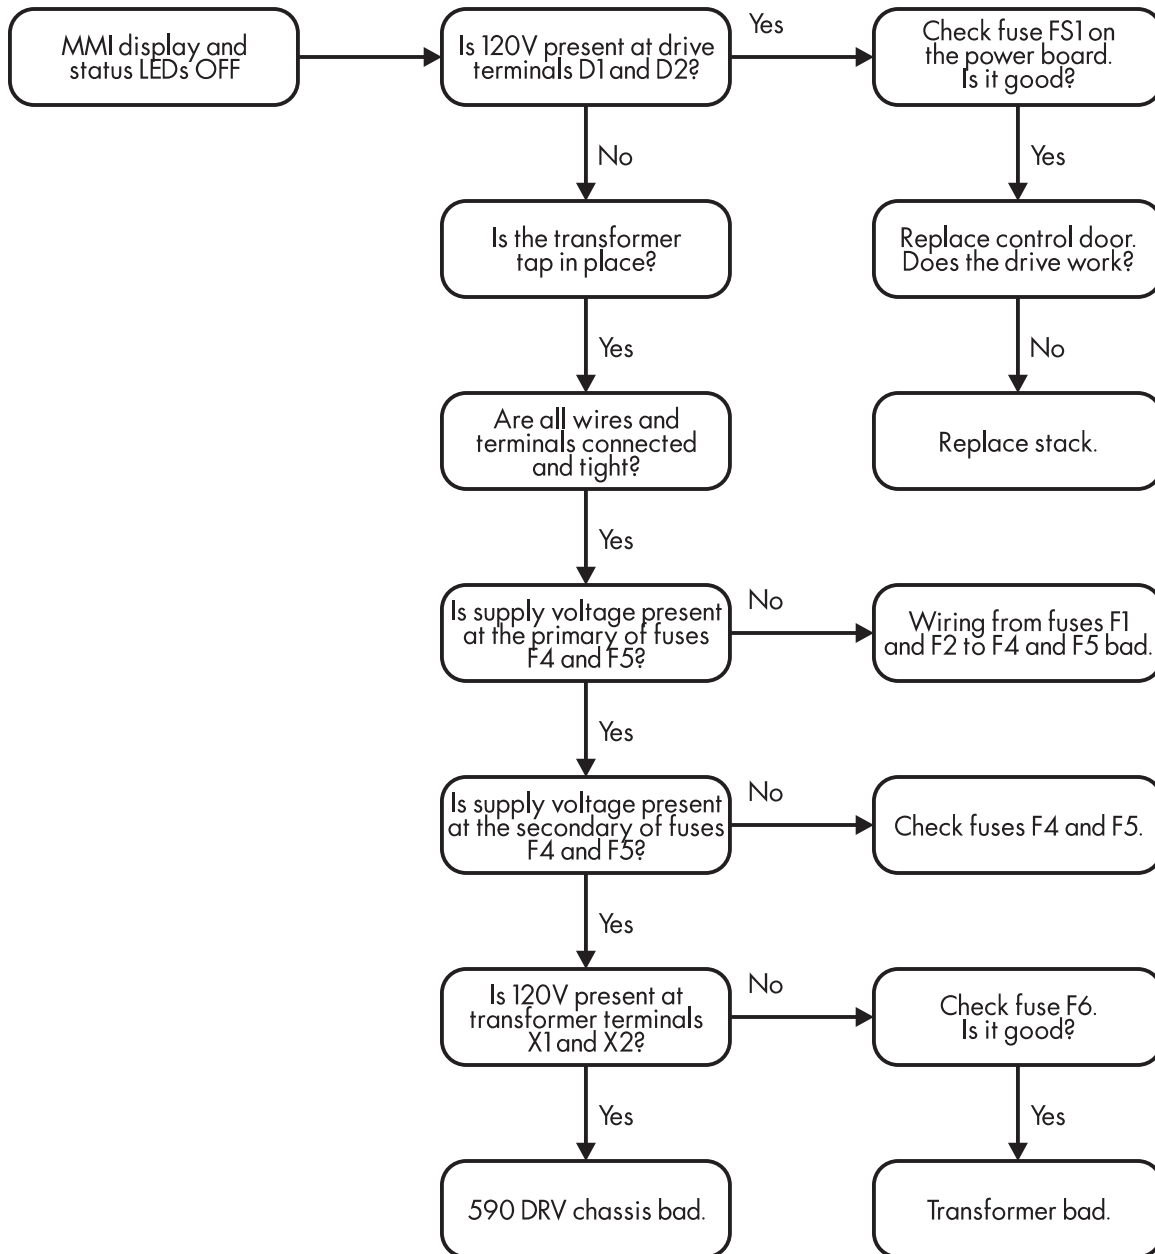 MMI display and
status LEDs OFF
Is 120V present at drive
terminals D1 and D2?
Yes
Check fuse FS1 on
the power board.
Is it good?
No
Yes
Is the transformer
tap in place?
Replace control door.
Does the drive work?
Yes
No
Are all wires and
terminals connected
and tight?
Replace stack.
Yes
Is supply voltage present
at the primary of fuses
F4 and F5?
No
Wiring from fuses F1
and F2 to F4 and F5 bad.
Yes
Is supply voltage present
at the secondary of fuses
F4 and F5?
No
Check fuses F4 and F5.
Yes
Is 120V present at
transformer terminals
X1 and X2?
No
Check fuse F6.
Is it good?
Yes
Yes
590 DRV chassis bad.
Transformer bad.